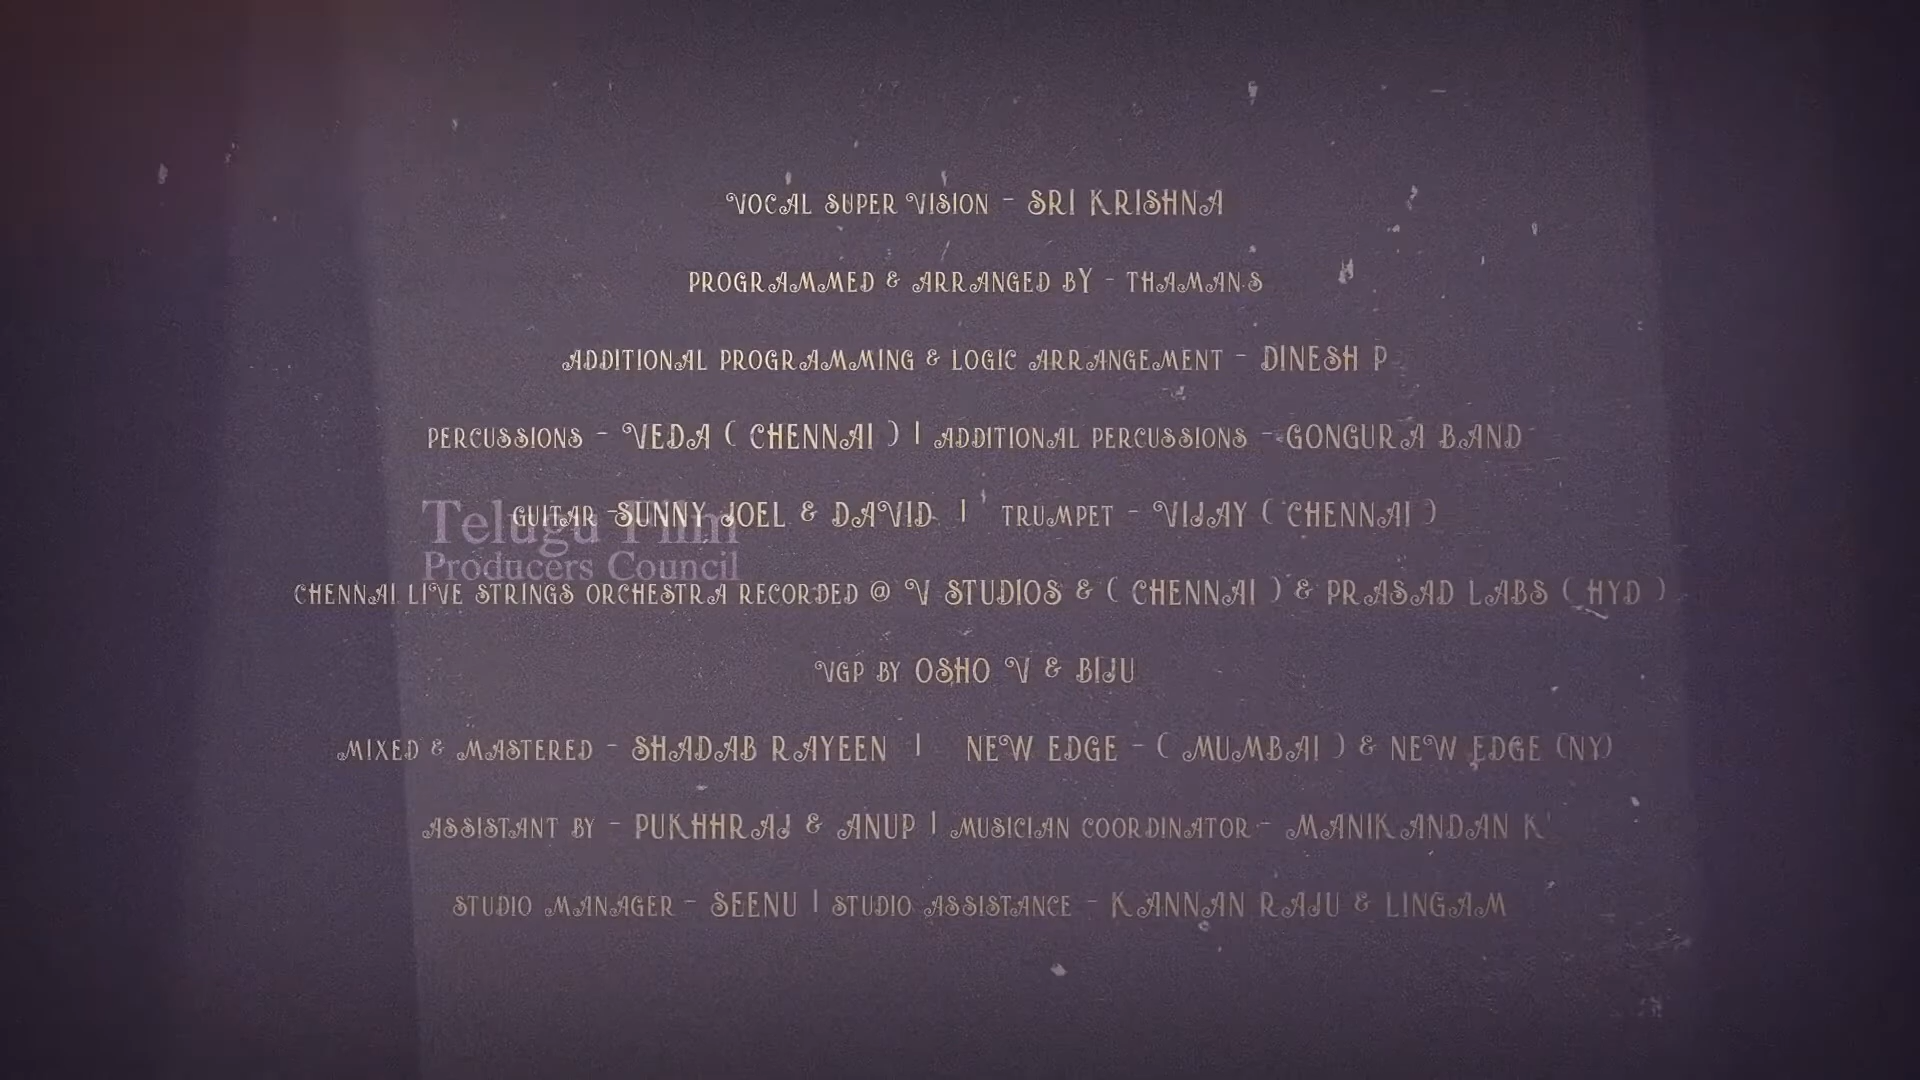 VOCAL SUPER VISION - SRI KRISHNA
PROGRAMMED & ARRANGED BY - THAMAN.S
ADDITIONAL PROGRAMMING & LOGIC ARRANGEMENT - DINESH P
PERCUSSIONS - VEDA ( CHENNAI ) | ADDITIONAL PERCUSSIONS - GONGURA BAND
GUITAR -SUNNY JOEL & DAVID | TRUMPET - VIJAY ( CHENNAI )
Telugu Film
Producers Council
CHENNAI LIVE STRINGS ORCHESTRA RECORDED @ V STUDIOS & ( CHENNAI ) & PRASAD LABS ( HYD )
VGP BY OSHO V & BIJU
MIXED & MASTERED - SHADAB RAYEEN | NEW EDGE - ( MUMBAI ) & NEW EDGE (NY)
ASSISTANT BY - PUKHHRAJ & ANUP | MUSICIAN COORDINATOR - MANIKANDAN K
STUDIO MANAGER - SEENU | STUDIO ASSISTANCE - KANNAN RAJU & LINGAM